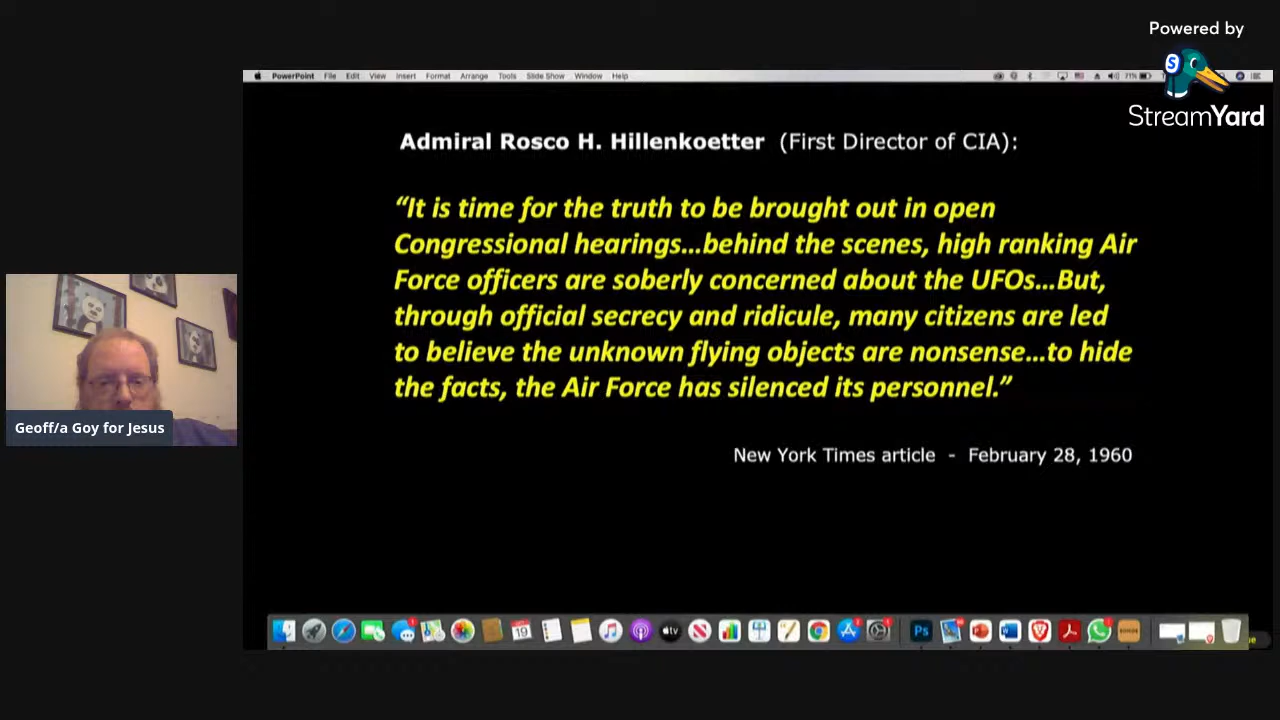 Powered by
StreamYard
PowerPoint File Edit View Insert Format Arrange Tools Slide Show Window Help
71%
Admiral Rosco H. Hillenkoetter (First Director of CIA):
“It is time for the truth to be brought out in open
Congressional hearings...behind the scenes, high ranking Air
Force officers are soberly concerned about the UFOs...But,
through official secrecy and ridicule, many citizens are led
to believe the unknown flying objects are nonsense...to hide
the facts, the Air Force has silenced its personnel.”
New York Times article - February 28, 1960
Geoff/a Goy for Jesus
19
tv
Ps